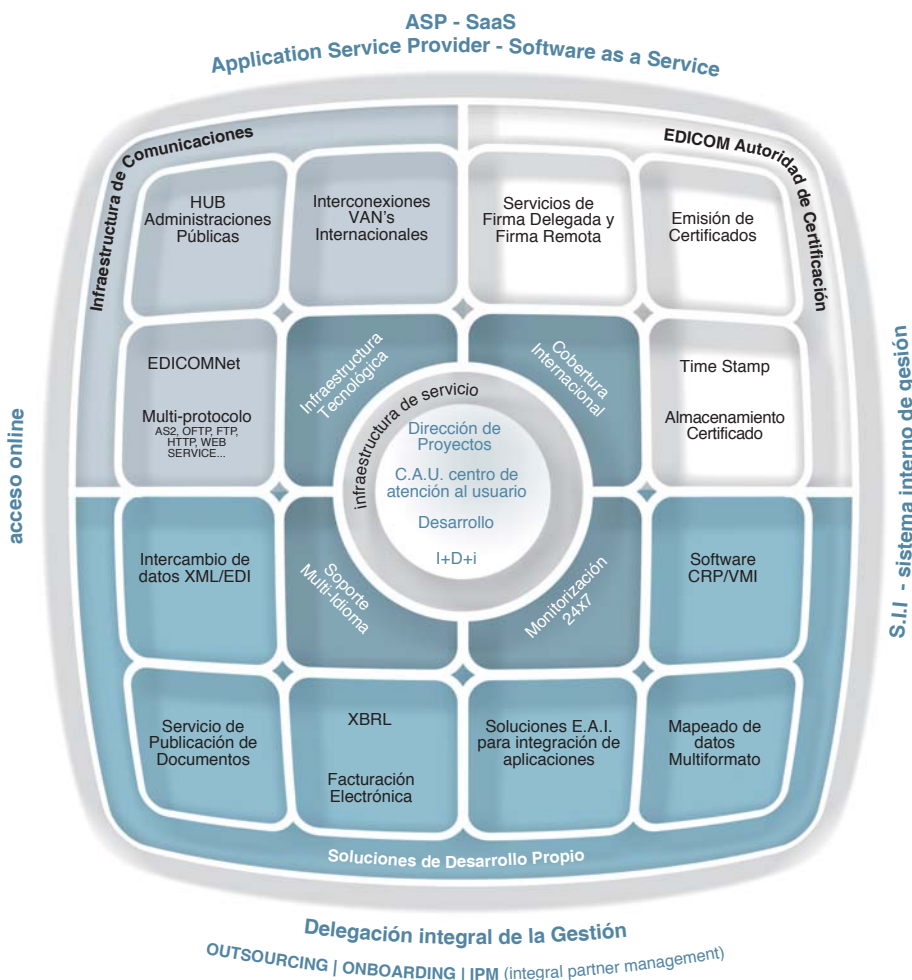 ASP - SaaS
Application Service Provider - Software as a Service
Infraestructura de Comunicaciones
EDICOM Autoridad de Certificación
HUB
Administraciones
Públicas
Interconexiones
VAN's
Internacionales
Servicios de
Firma Delegada y
Firma Remota
Emisión de
Certificados
EDICOMNet
Multi-protocolo
AS2, OFTP, FTP,
HTTP, WEB
SERVICE...
Infraestructura
Tecnológica
Cobertura
Internacional
Time Stamp
Almacenamiento
Certificado
infraestructura de servicio
Dirección de
Proyectos
C.A.U. centro de
atención al usuario
Desarrollo
I+D+i
acceso online
S.I.I - sistema interno de gesión
Intercambio de
datos XML/EDI
Soporte
Multi-Idioma
Monitorización
24x7
Software
CRP/VMI
Servicio de
Publicación de
Documentos
XBRL
Facturación
Electrónica
Soluciones E.A.I.
para integración de
aplicaciones
Mapeado de
datos
Multiformato
Soluciones de Desarrollo Propio
Delegación integral de la Gestión
OUTSOURCING | ONBOARDING | IPM (integral partner management)